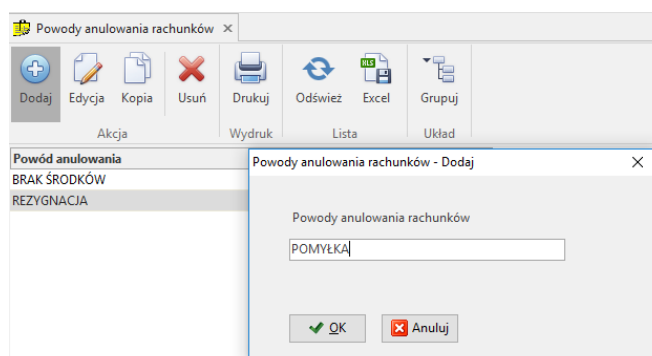 Powody anulowania rachunków ×
Dodaj Edycja Kopia Usuń Drukuj Odśwież Excel Grupuj
Akcja Wydruk Lista Układ
Powód anulowania
BRAK ŚRODKÓW
REZYGNACJA
Powody anulowania rachunków - Dodaj ×
Powody anulowania rachunków
POMYŁKA
OK Anuluj